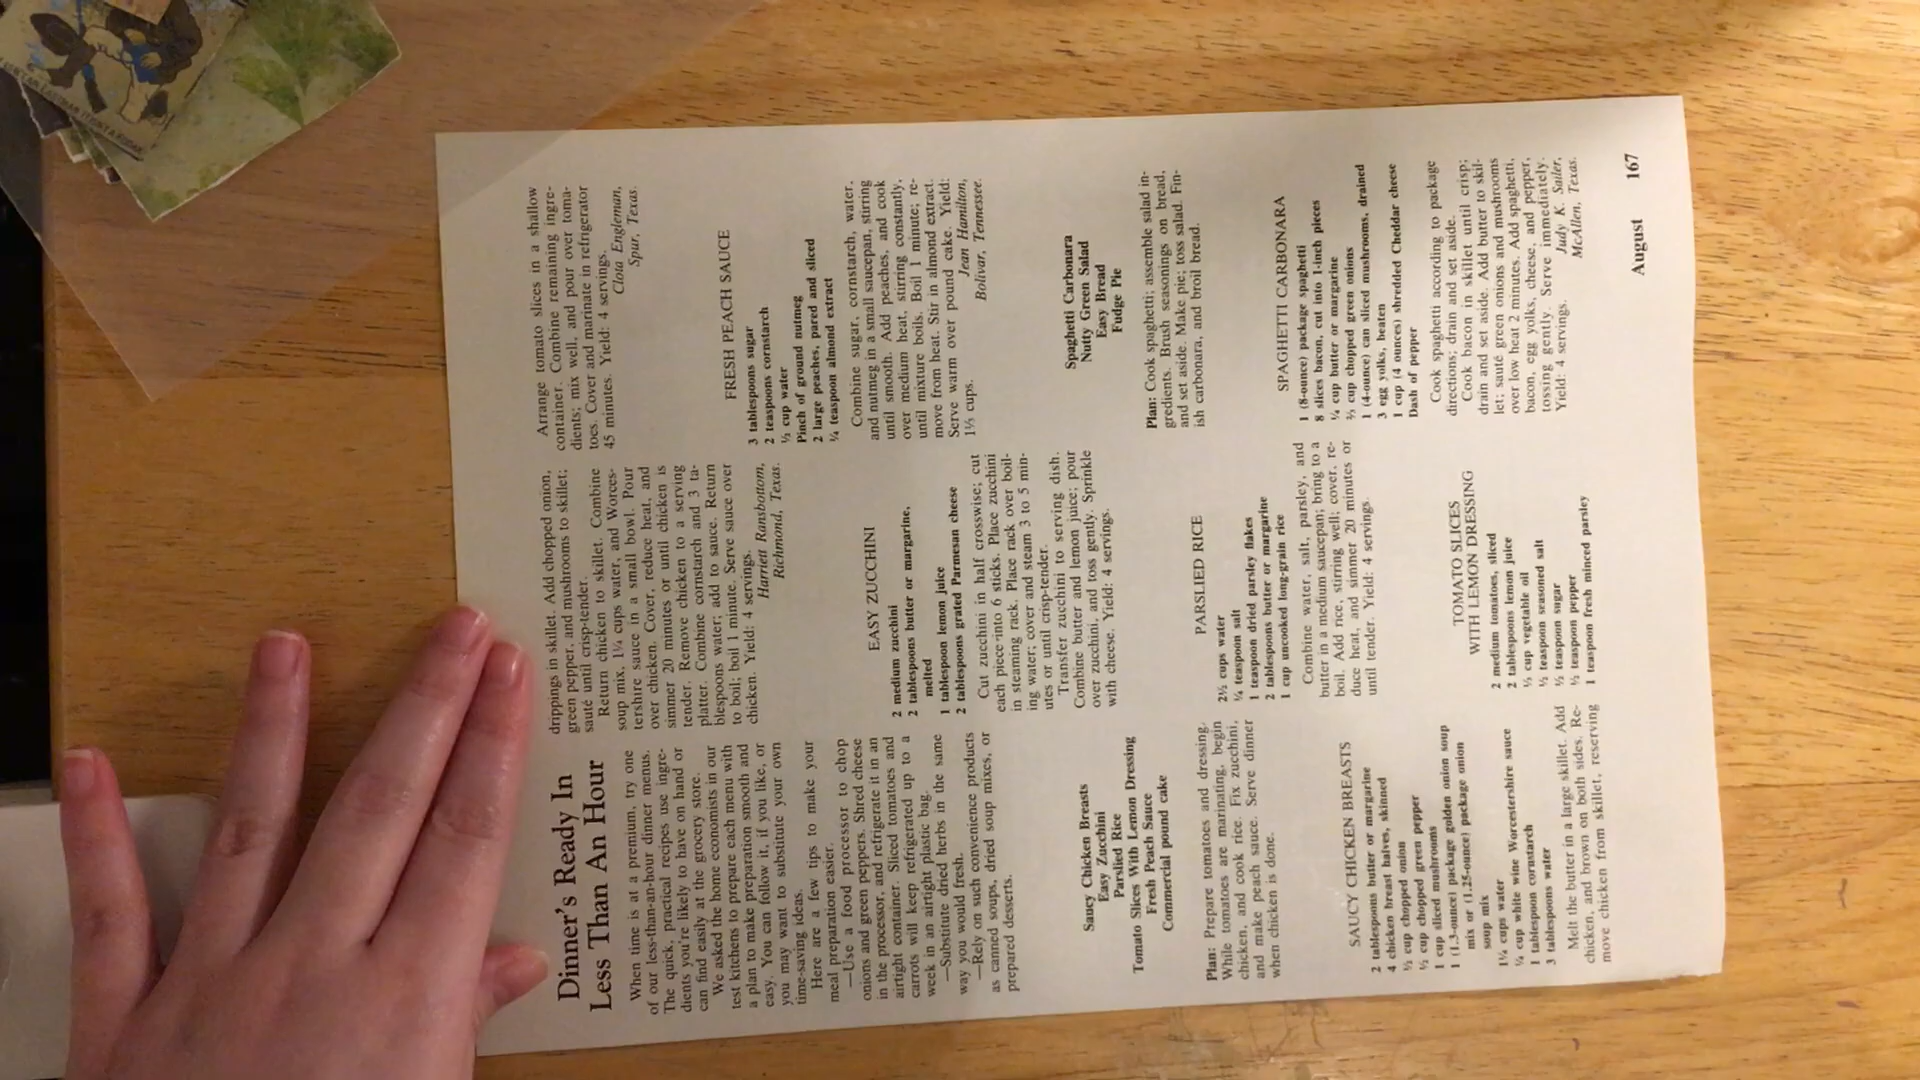 Dinner's Ready In
Less Than An Hour
When time is at a premium, try one
of our less-than-an-hour dinner menus.
The quick, practical recipes use ingre-
dients you're likely to have on hand or
can find easily at the grocery store.
We asked the home economists in our
test kitchens to prepare each menu with
a plan to make preparation smooth and
easy. You can follow it, if you like, or
you may want to substitute your own
time-saving ideas.
Here are a few tips to make your
meal preparation easier.
—Use a food processor to chop
onions and green peppers. Shred cheese
in the processor, and refrigerate it in an
airtight container. Sliced tomatoes and
carrots will keep refrigerated up to a
week in an airtight plastic bag.
—Substitute dried herbs in the same
way you would fresh.
—Rely on such convenience products
as canned soups, dried soup mixes, or
prepared desserts.
Saucy Chicken Breasts
Easy Zucchini
Parslied Rice
Tomato Slices With Lemon Dressing
Fresh Peach Sauce
Commercial pound cake
Plan: Prepare tomatoes and dressing.
While tomatoes are marinating, begin
chicken, and cook rice. Fix zucchini,
and make peach sauce. Serve dinner
when chicken is done.
SAUCY CHICKEN BREASTS
2 tablespoons butter or margarine
4 chicken breast halves, skinned
½ cup chopped onion
½ cup chopped green pepper
1 cup sliced mushrooms
1 (1.3-ounce) package golden onion soup
mix or (1.25-ounce) package onion
soup mix
1¼ cups water
¼ cup white wine Worcestershire sauce
1 tablespoon cornstarch
3 tablespoons water
Melt the butter in a large skillet. Add
chicken, and brown on both sides. Re-
move chicken from skillet, reserving
drippings in skillet. Add chopped onion,
green pepper, and mushrooms to skillet;
sauté until crisp-tender.
Return chicken to skillet. Combine
soup mix, 1¼ cups water, and Worces-
tershire sauce in a small bowl. Pour
over chicken. Cover, reduce heat, and
simmer 20 minutes or until chicken is
tender. Remove chicken to a serving
platter. Combine cornstarch and 3 ta-
blespoons water; add to sauce. Return
to boil; boil 1 minute. Serve sauce over
chicken. Yield: 4 servings.
Harriett Ransbottom,
Richmond, Texas.
EASY ZUCCHINI
2 medium zucchini
2 tablespoons butter or margarine,
melted
1 tablespoon lemon juice
2 tablespoons grated Parmesan cheese
Cut zucchini in half crosswise; cut
each piece into 6 sticks. Place zucchini
in steaming rack. Place rack over boil-
ing water; cover and steam 3 to 5 min-
utes or until crisp-tender.
Transfer zucchini to serving dish.
Combine butter and lemon juice; pour
over zucchini, and toss gently. Sprinkle
with cheese. Yield: 4 servings.
PARSLIED RICE
2½ cups water
¼ teaspoon salt
1 teaspoon dried parsley flakes
2 tablespoons butter or margarine
1 cup uncooked long-grain rice
Combine water, salt, parsley, and
butter in a medium saucepan; bring to a
boil. Add rice, stirring well; cover, re-
duce heat, and simmer 20 minutes or
until tender. Yield: 4 servings.
TOMATO SLICES
WITH LEMON DRESSING
2 medium tomatoes, sliced
2 tablespoons lemon juice
cup vegetable oil
½ teaspoon seasoned salt
½ teaspoon sugar
teaspoon pepper
1 teaspoon fresh minced parsley
Arrange tomato slices in a shallow
container. Combine remaining ingre-
dients; mix well, and pour over toma-
toes. Cover and marinate in refrigerator
45 minutes. Yield: 4 servings.
Clota Engleman,
Spur, Texas.
FRESH PEACH SAUCE
3 tablespoons sugar
2 teaspoons cornstarch
cup water
Pinch of ground nutmeg
2 large peaches, pared and sliced
¼ teaspoon almond extract
Combine sugar, cornstarch, water,
and nutmeg in a small saucepan, stirring
until smooth. Add peaches, and cook
over medium heat, stirring constantly,
until mixture boils. Boil 1 minute; re-
move from heat. Stir in almond extract.
Serve warm over pound cake. Yield:
cups.
Jean Hamilton,
Bolivar, Tennessee.
Spaghetti Carbonara
Nutty Green Salad
Easy Bread
Fudge Pie
Plan: Cook spaghetti; assemble salad in-
gredients. Brush seasonings on bread,
and set aside. Make pie; toss salad. Fin-
ish carbonara, and broil bread.
SPAGHETTI CARBONARA
1 (8-ounce) package spaghetti
8 slices bacon, cut into 1-inch pieces
¼ cup butter or margarine
cup chopped green onions
1 (4-ounce) can sliced mushrooms, drained
3 egg yolks, beaten
1 cup (4 ounces) shredded Cheddar cheese
Dash of pepper
Cook spaghetti according to package
directions; drain and set aside.
Cook bacon in skillet until crisp;
drain and set aside. Add butter to skil-
let; sauté green onions and mushrooms
over low heat 2 minutes. Add spaghetti,
bacon, egg yolks, cheese, and pepper,
tossing gently. Serve immediately.
Yield: 4 servings.
Judy K. Sailer,
McAllen, Texas.
August 167